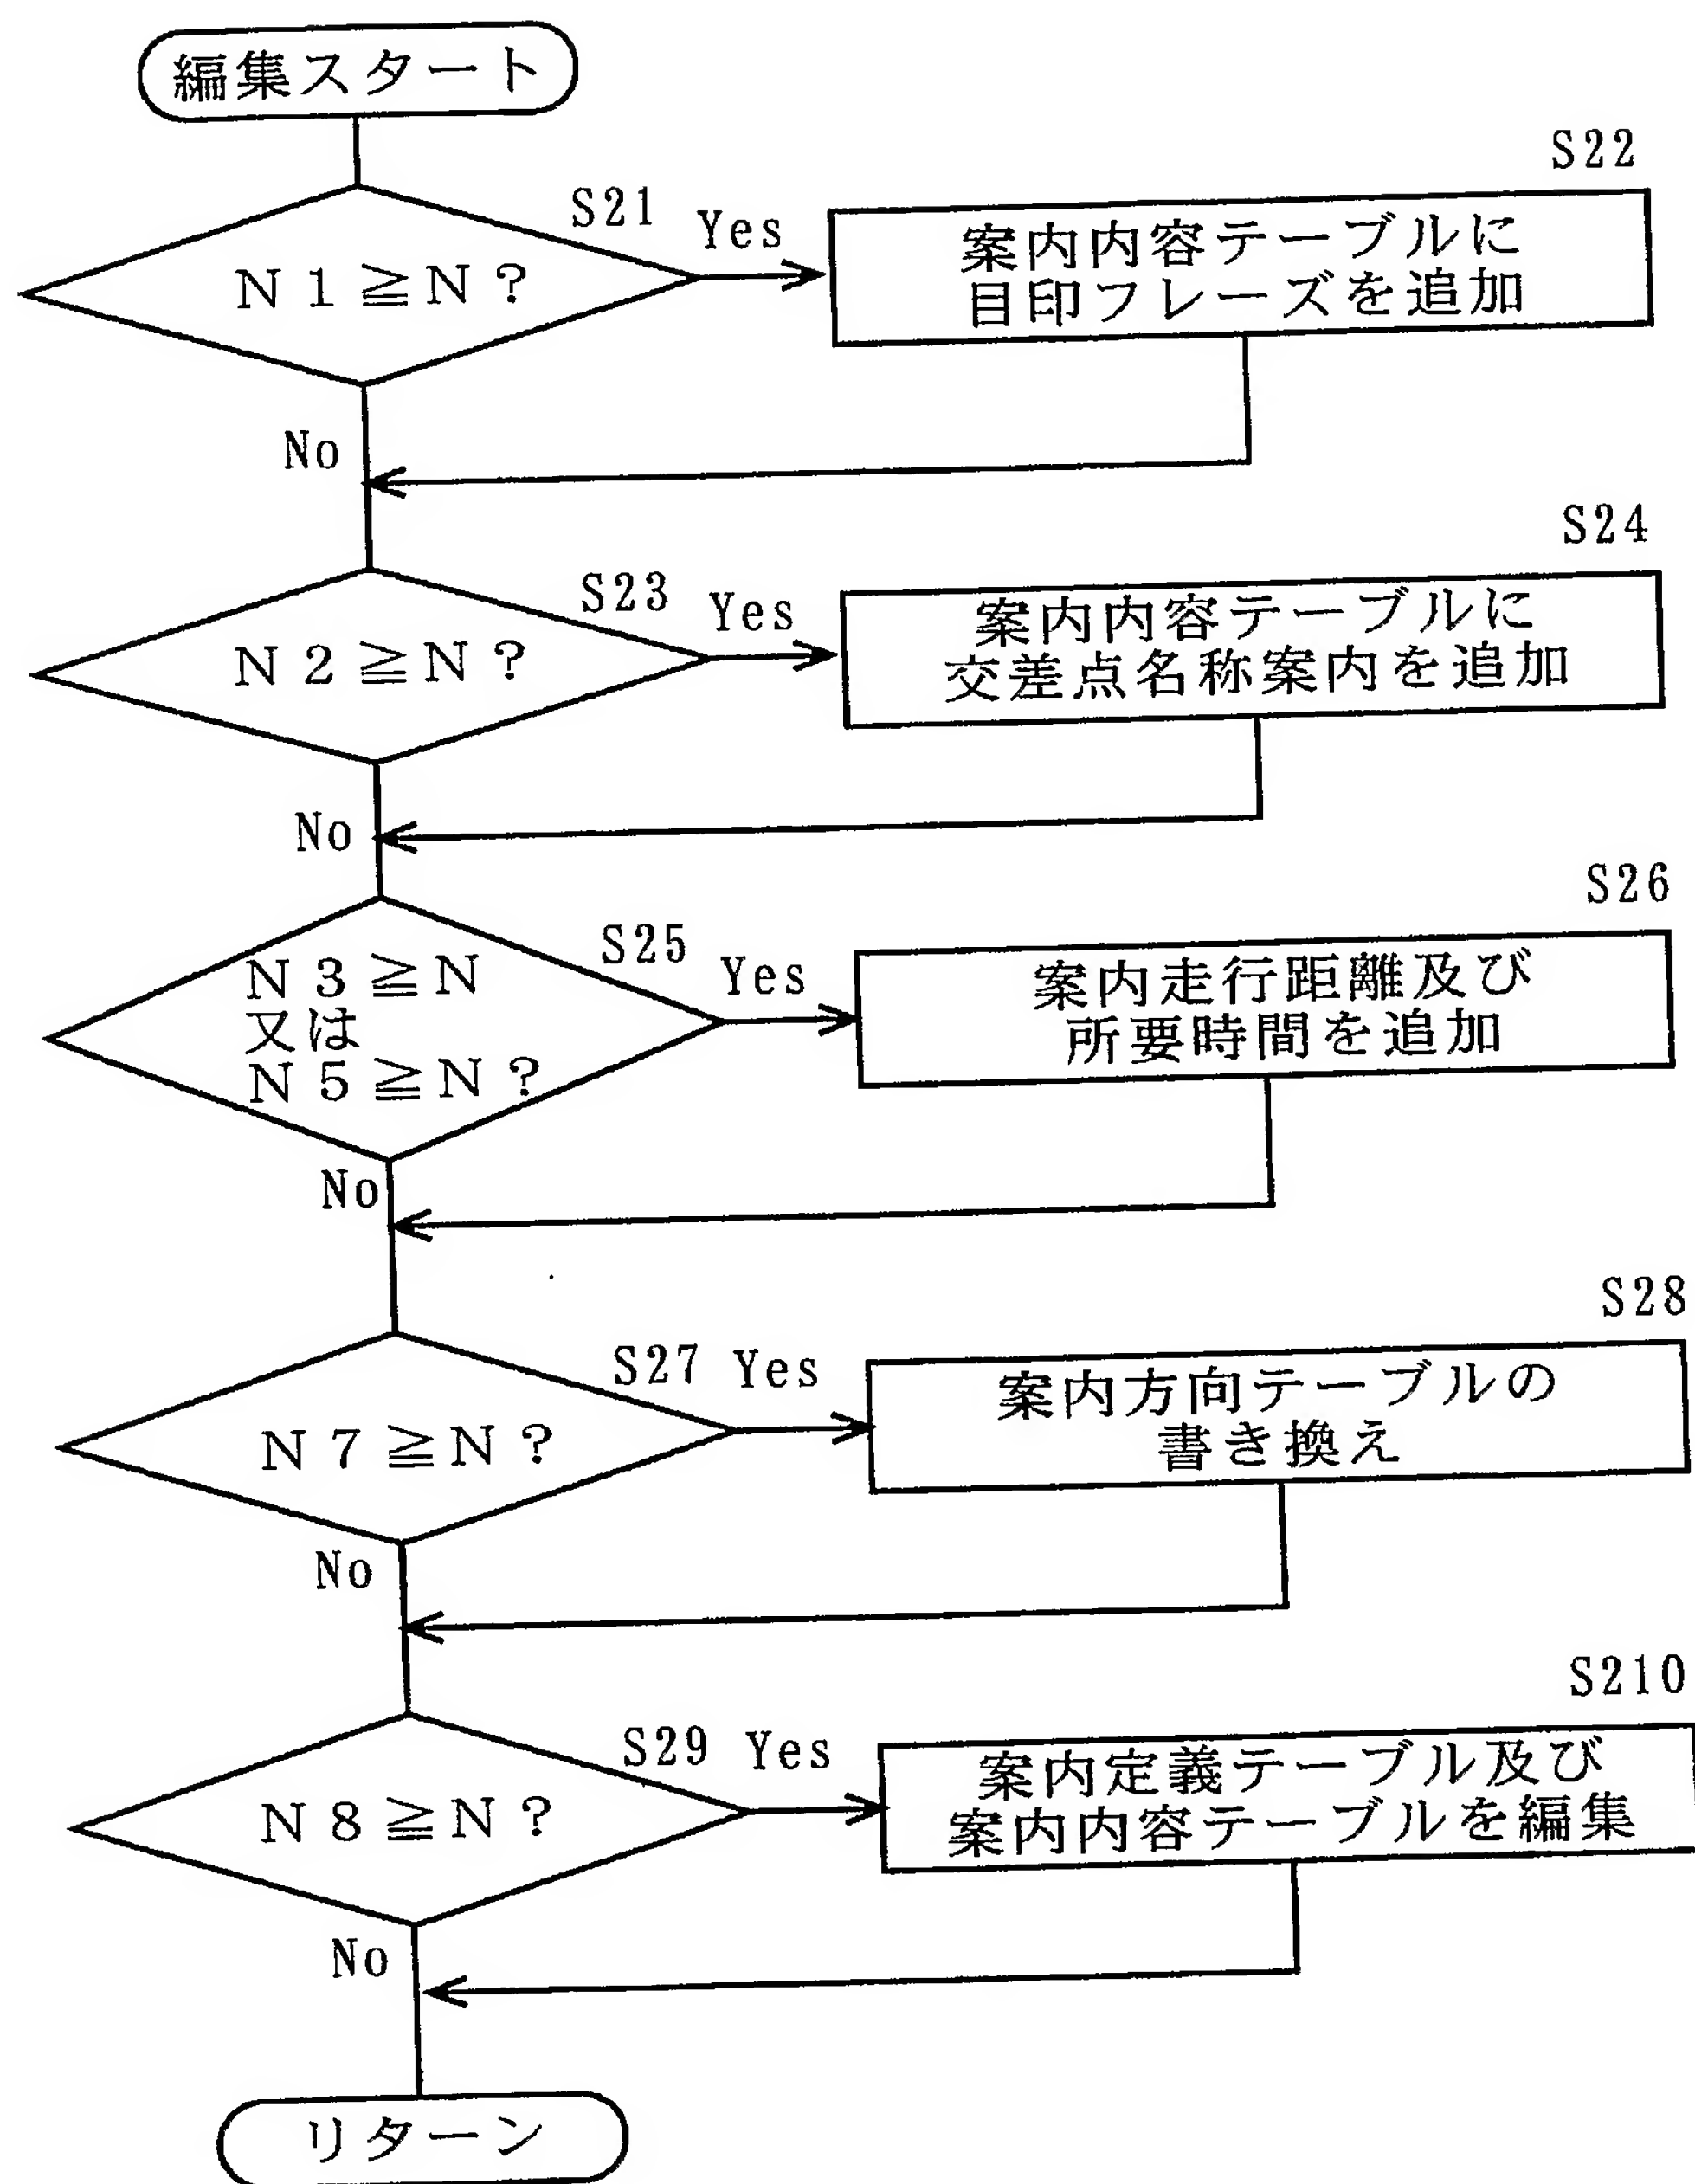 編集スタート
S21
N1≧N?
Yes
S22
案内内容テーブルに
目印フレーズを追加
No
S23
N2≧N?
Yes
S24
案内内容テーブルに
交差点名称案内を追加
No
S25
N3≧N
又は
N5≧N?
Yes
S26
案内走行距離及び
所要時間を追加
No
S27
N7≧N?
Yes
S28
案内方向テーブルの
書き換え
No
S29
N8≧N?
Yes
S210
案内定義テーブル及び
案内内容テーブルを編集
No
リターン